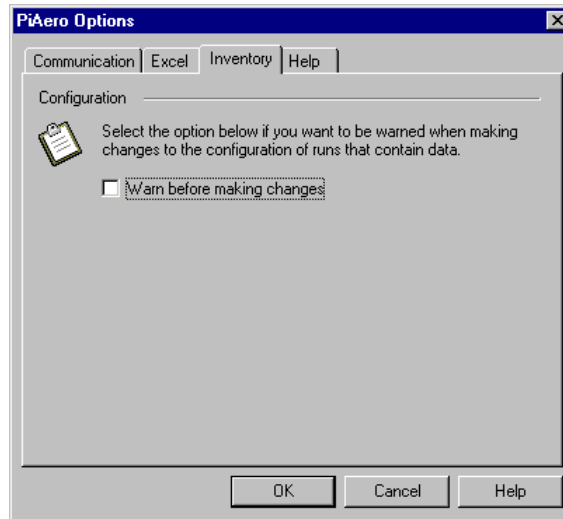 PiAero Options
Communication Excel Inventory Help
Configuration
Select the option below if you want to be warned when making
changes to the configuration of runs that contain data.
Warn before making changes
OK Cancel Help